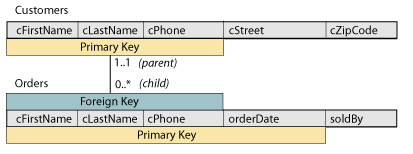 Customers
cFirstName cLastName cPhone cStreet cZipCode
Primary Key
1..1 (parent)
Orders 0..* (child)
Foreign Key
cFirstName cLastName cPhone orderDate soldBy
Primary Key